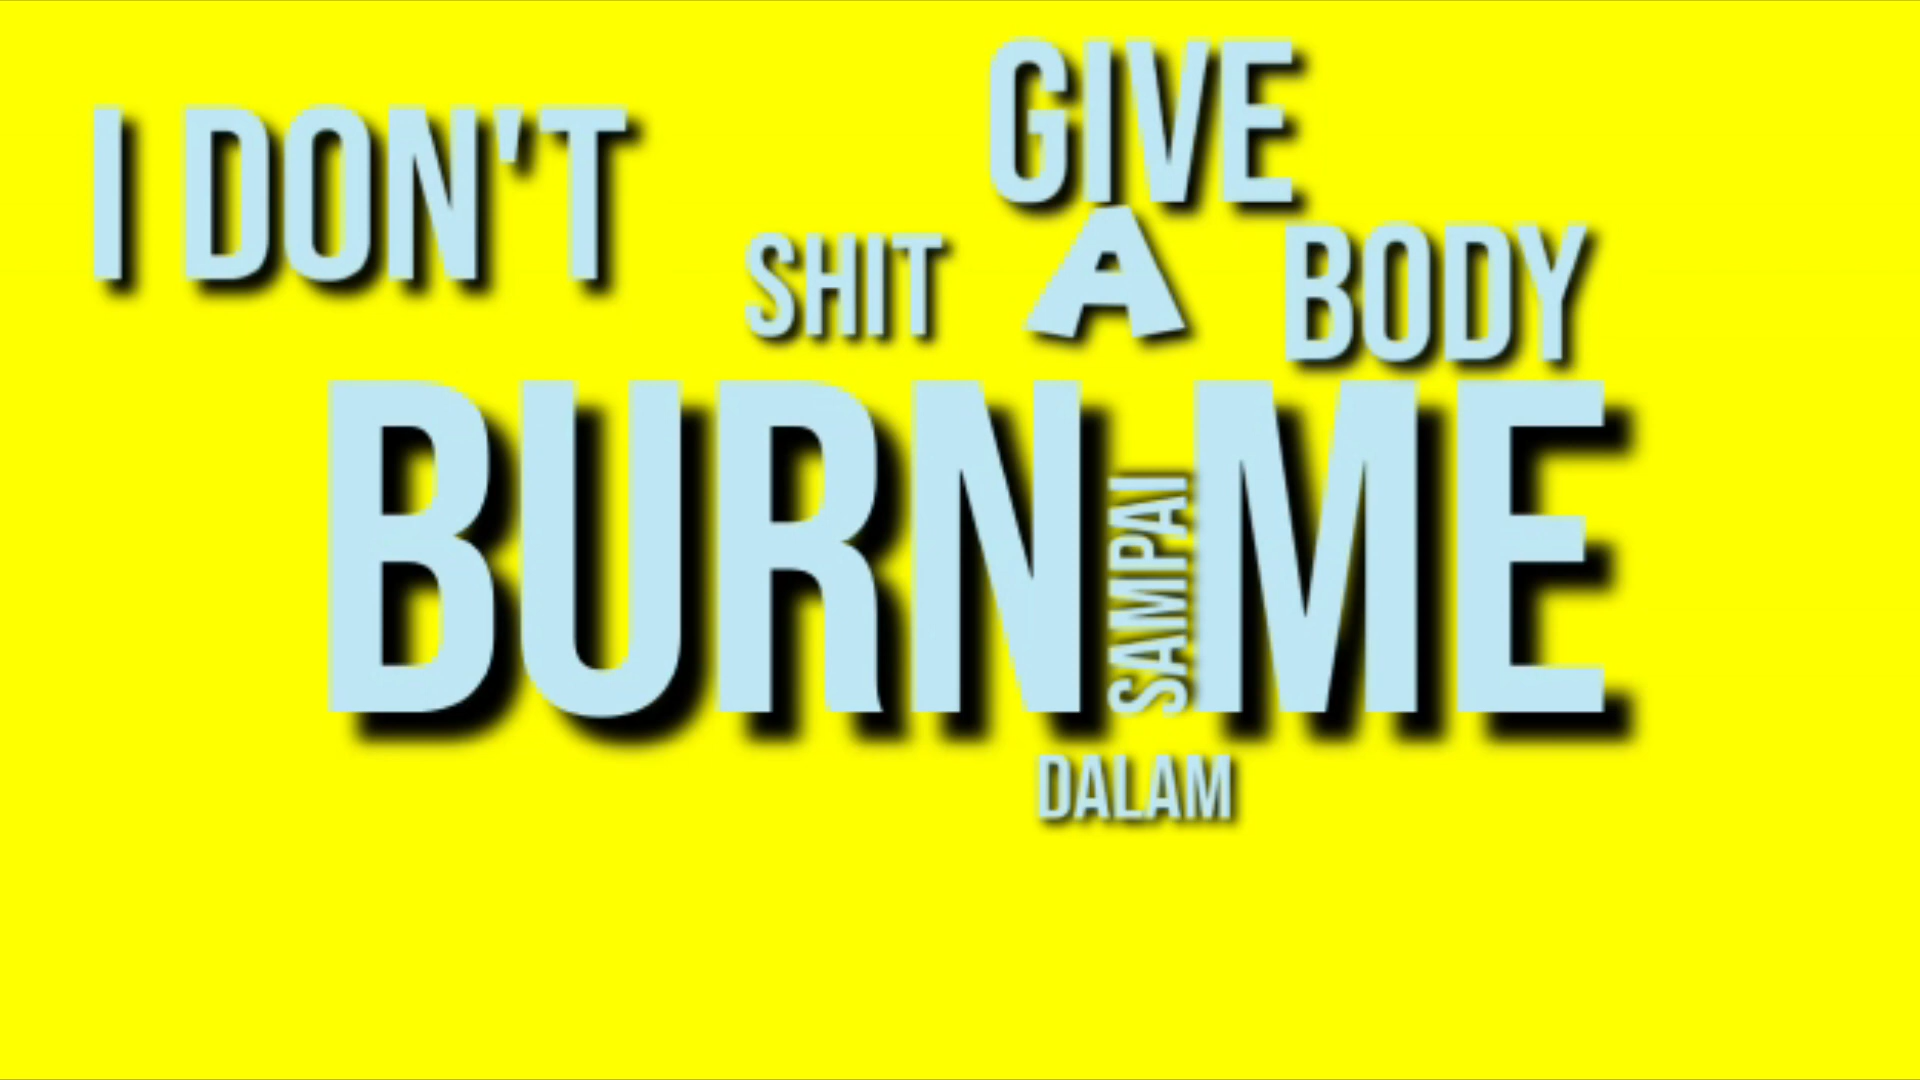 I DON'T
GIVE
SHIT A BODY
BURN ME
SAMPAI
DALAM